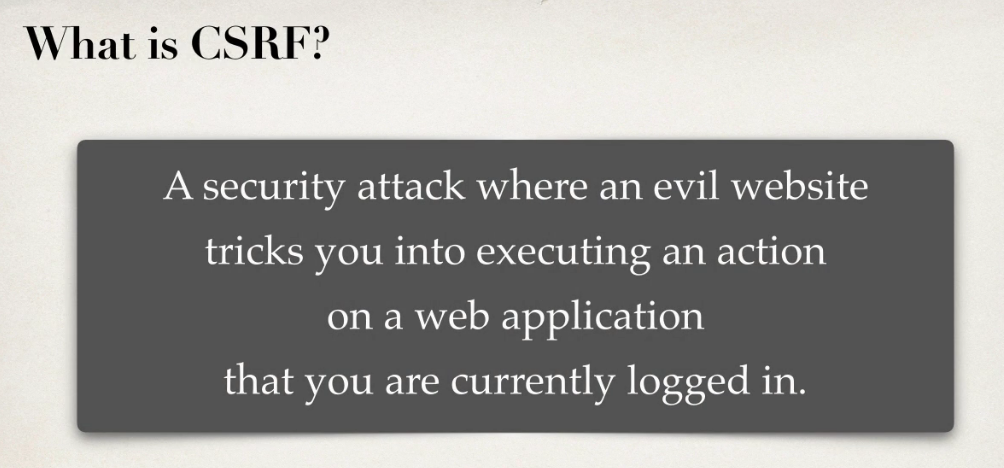 What is CSRF?
A security attack where an evil website
tricks you into executing an action
on a web application
that you are currently logged in.